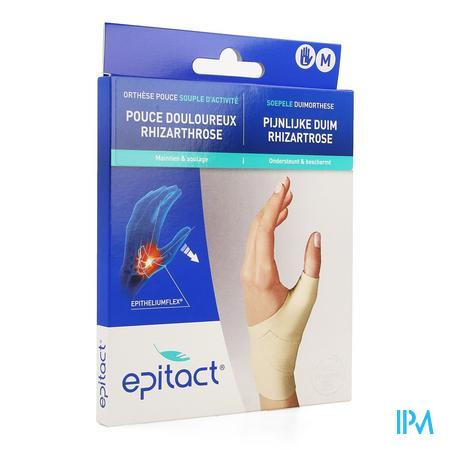 L M
ORTHÈSE POUCE SOUPLE D'ACTIVITÉ
POUCE DOULOUREUX
RHIZARTHROSE
Maintien & soulage
SOEPELE DUIMORTHESE
PIJNLIJKE DUIM
RHIZARTROSE
Ondersteunt & beschermt
EPITHELIUMFLEX®
epitact®
IPM